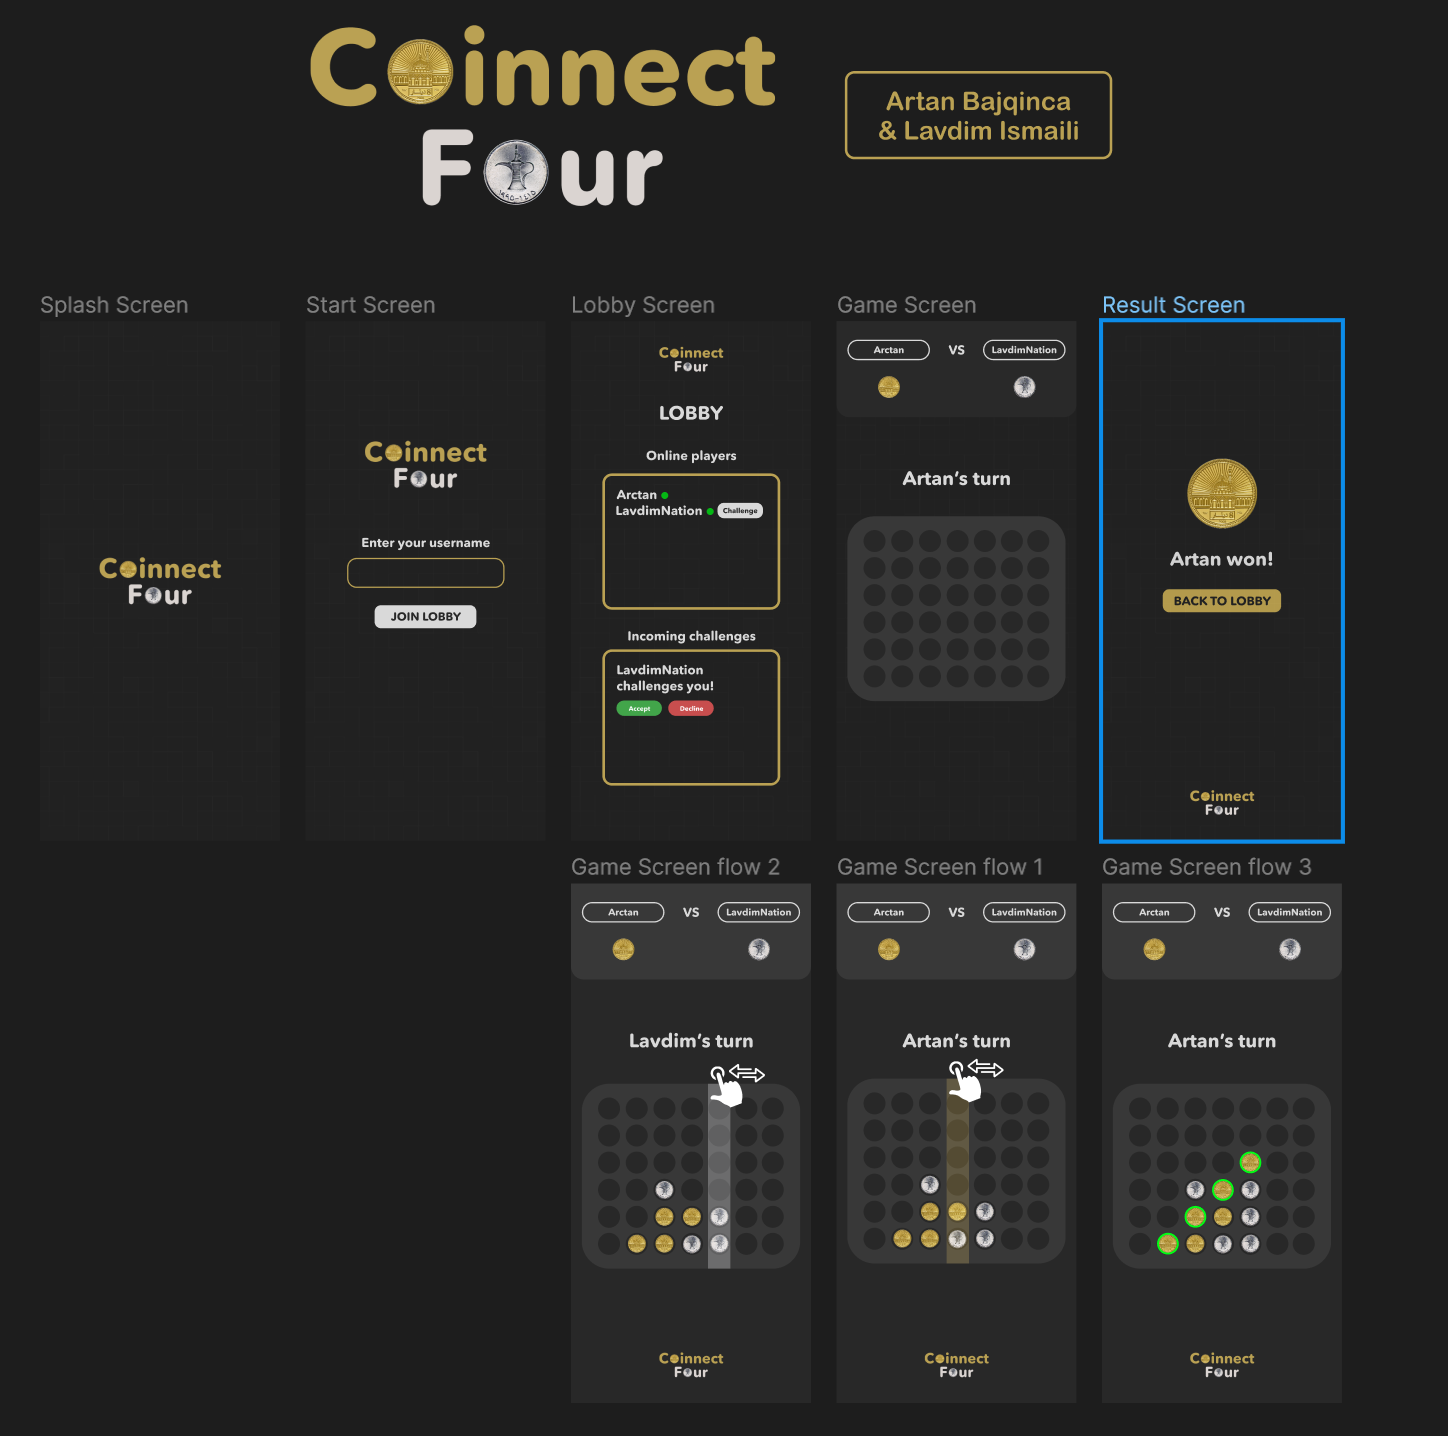 Coinnect
Four
Artan Bajqinca
& Lavdim Ismaili
Splash Screen
Coinnect
Four
Start Screen
Coinnect
Four
Enter your username
JOIN LOBBY
Lobby Screen
Coinnect
Four
LOBBY
Online players
Arctan
LavdimNation Challenge
Incoming challenges
LavdimNation
challenges you!
Accept Decline
Game Screen
Arctan VS LavdimNation
Artan's turn
Result Screen
Artan won!
BACK TO LOBBY
Coinnect
Four
Game Screen flow 2
Arctan VS LavdimNation
Lavdim's turn
Coinnect
Four
Game Screen flow 1
Arctan VS LavdimNation
Artan's turn
Coinnect
Four
Game Screen flow 3
Arctan VS LavdimNation
Artan's turn
Coinnect
Four